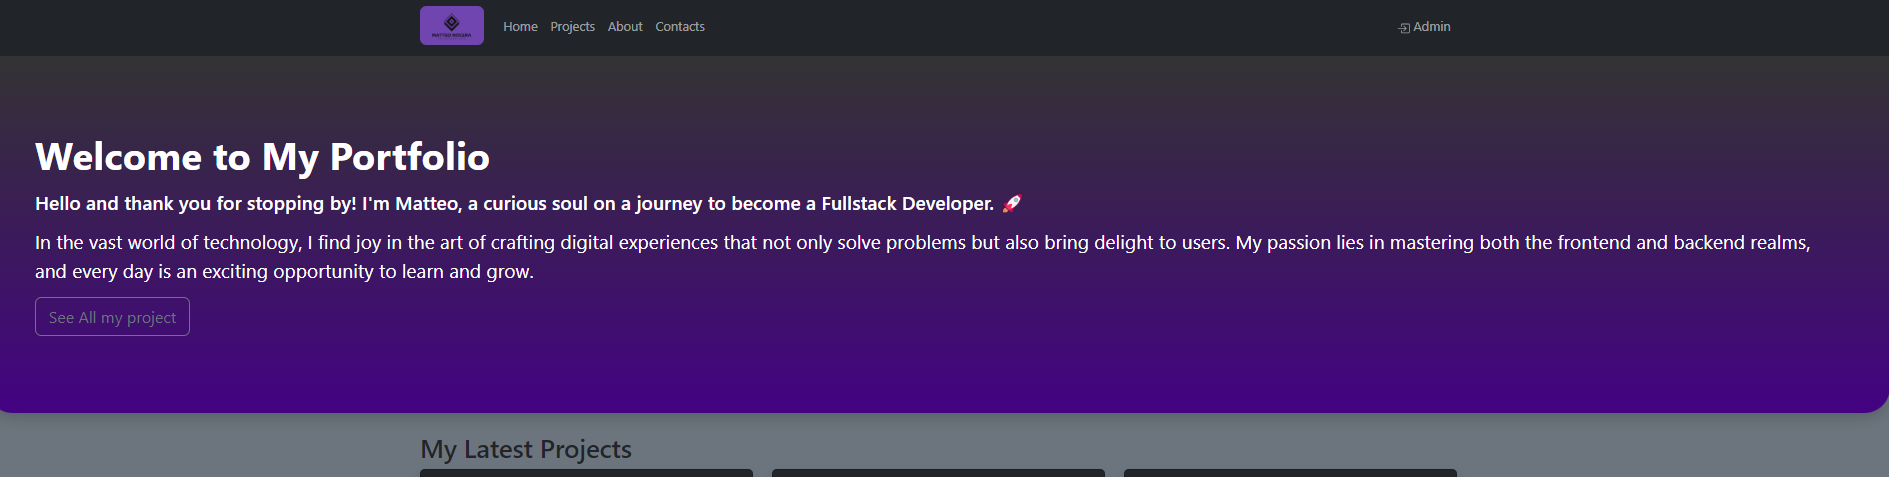 MATTEO MACERA
Home Projects About Contacts
Admin
Welcome to My Portfolio
Hello and thank you for stopping by! I'm Matteo, a curious soul on a journey to become a Fullstack Developer. 🚀
In the vast world of technology, I find joy in the art of crafting digital experiences that not only solve problems but also bring delight to users. My passion lies in mastering both the frontend and backend realms,
and every day is an exciting opportunity to learn and grow.
See All my project
My Latest Projects